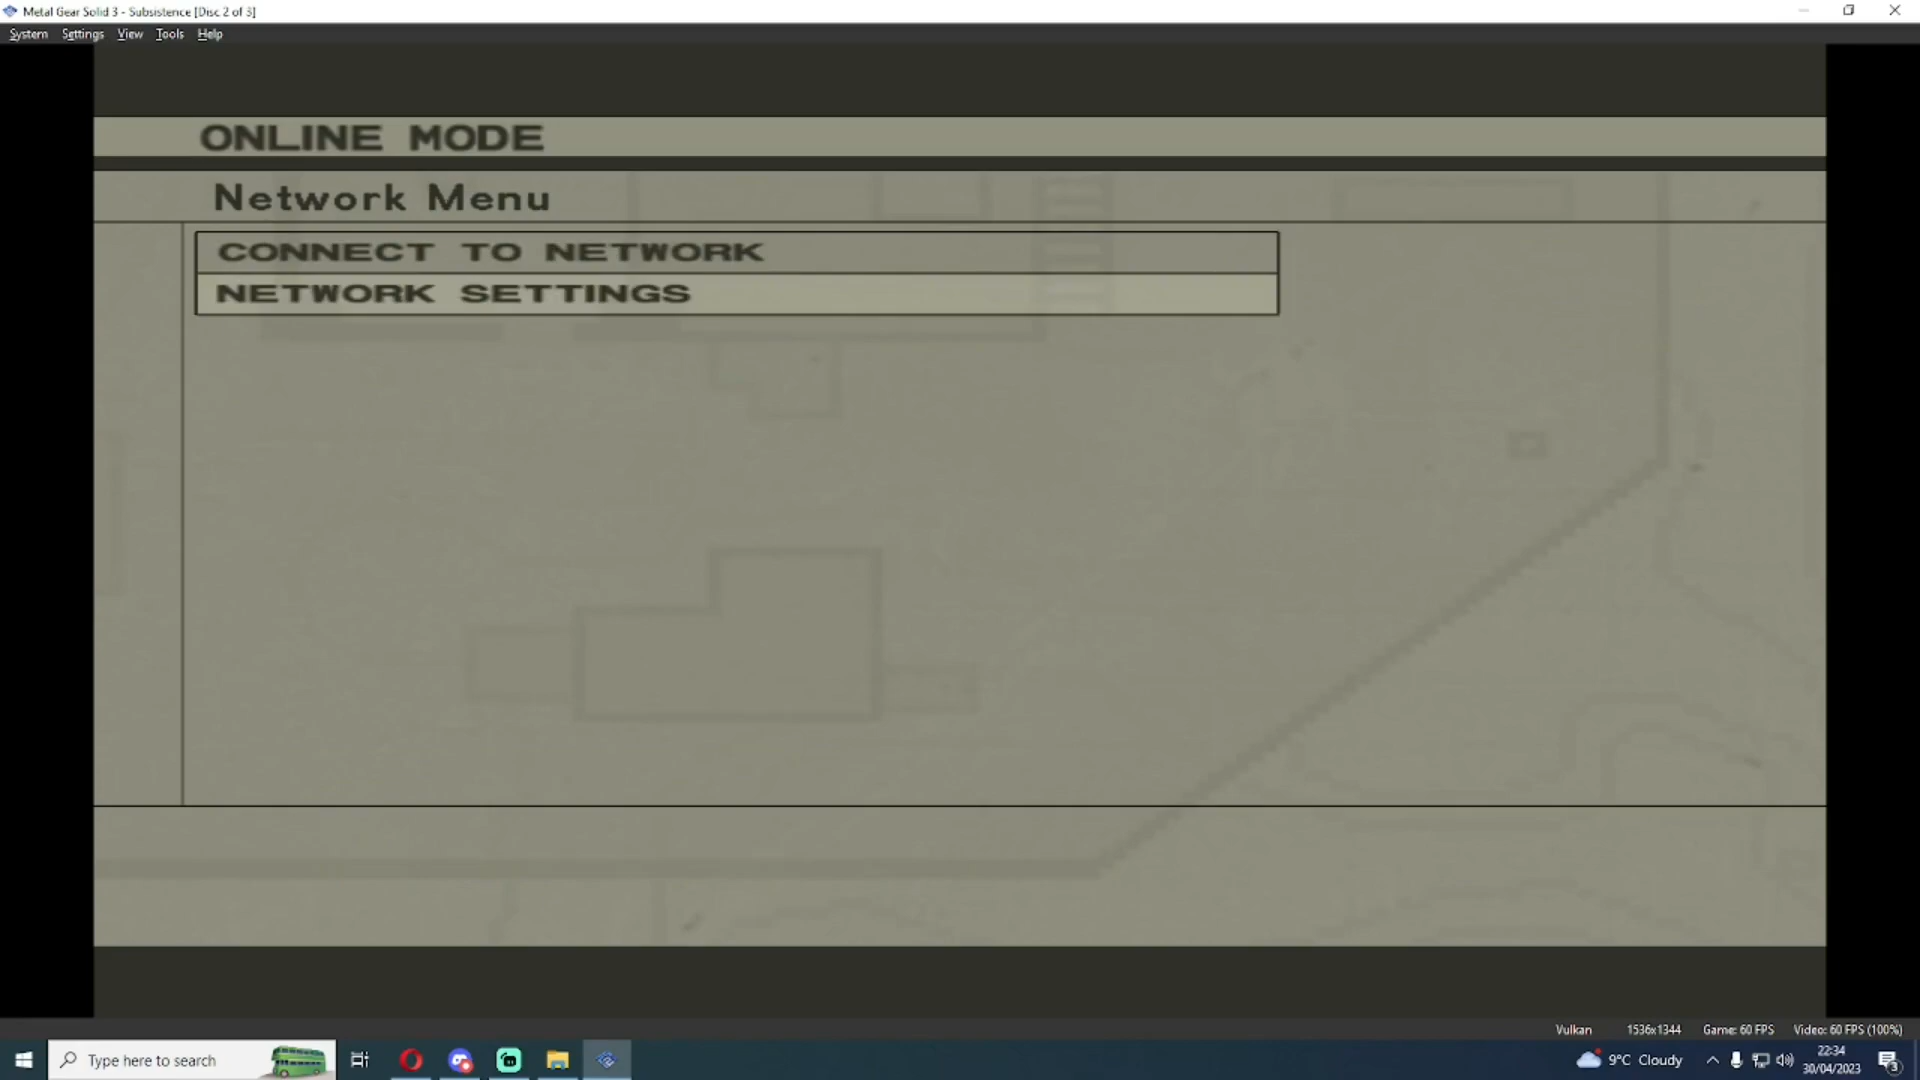 Metal Gear Solid 3 - Subsistence [Disc 2 of 3]
System Settings View Tools Help
ONLINE MODE
Network Menu
CONNECT TO NETWORK
NETWORK SETTINGS
Vulkan 1536x1344 Game: 60 FPS Video: 60 FPS (100%)
Type here to search
9°C Cloudy
22:34
30/04/2023
3